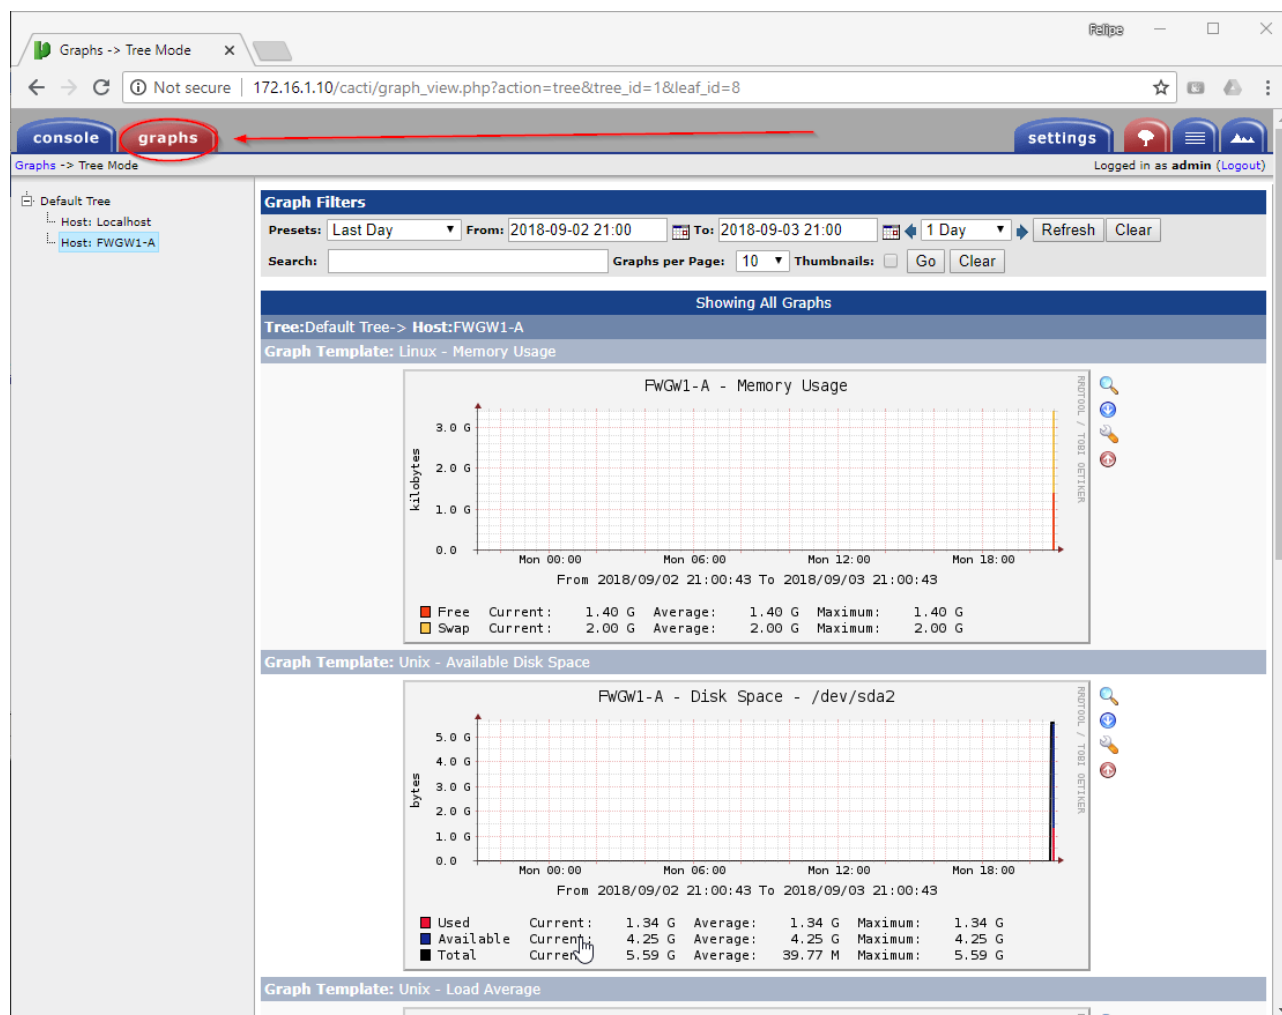 Felipe
Graphs -> Tree Mode
Not secure | 172.16.1.10/cacti/graph_view.php?action=tree&tree_id=1&leaf_id=8
console graphs settings
Graphs -> Tree Mode Logged in as admin (Logout)
Default Tree
Host: Localhost
Host: FWGW1-A
Graph Filters
Presets: Last Day From: 2018-09-02 21:00 To: 2018-09-03 21:00 1 Day Refresh Clear
Search: Graphs per Page: 10 Thumbnails: Go Clear
Showing All Graphs
Tree:Default Tree-> Host:FWGW1-A
Graph Template: Linux - Memory Usage
FWGW1-A - Memory Usage
RRDTOOL / TOBI OETIKER
kilobytes
3.0 G
2.0 G
1.0 G
0.0
Mon 00:00 Mon 06:00 Mon 12:00 Mon 18:00
From 2018/09/02 21:00:43 To 2018/09/03 21:00:43
Free Current: 1.40 G Average: 1.40 G Maximum: 1.40 G
Swap Current: 2.00 G Average: 2.00 G Maximum: 2.00 G
Graph Template: Unix - Available Disk Space
FWGW1-A - Disk Space - /dev/sda2
RRDTOOL / TOBI OETIKER
bytes
5.0 G
4.0 G
3.0 G
2.0 G
1.0 G
0.0
Mon 00:00 Mon 06:00 Mon 12:00 Mon 18:00
From 2018/09/02 21:00:43 To 2018/09/03 21:00:43
Used Current: 1.34 G Average: 1.34 G Maximum: 1.34 G
Available Current: 4.25 G Average: 4.25 G Maximum: 4.25 G
Total Current 5.59 G Average: 39.77 M Maximum: 5.59 G
Graph Template: Unix - Load Average